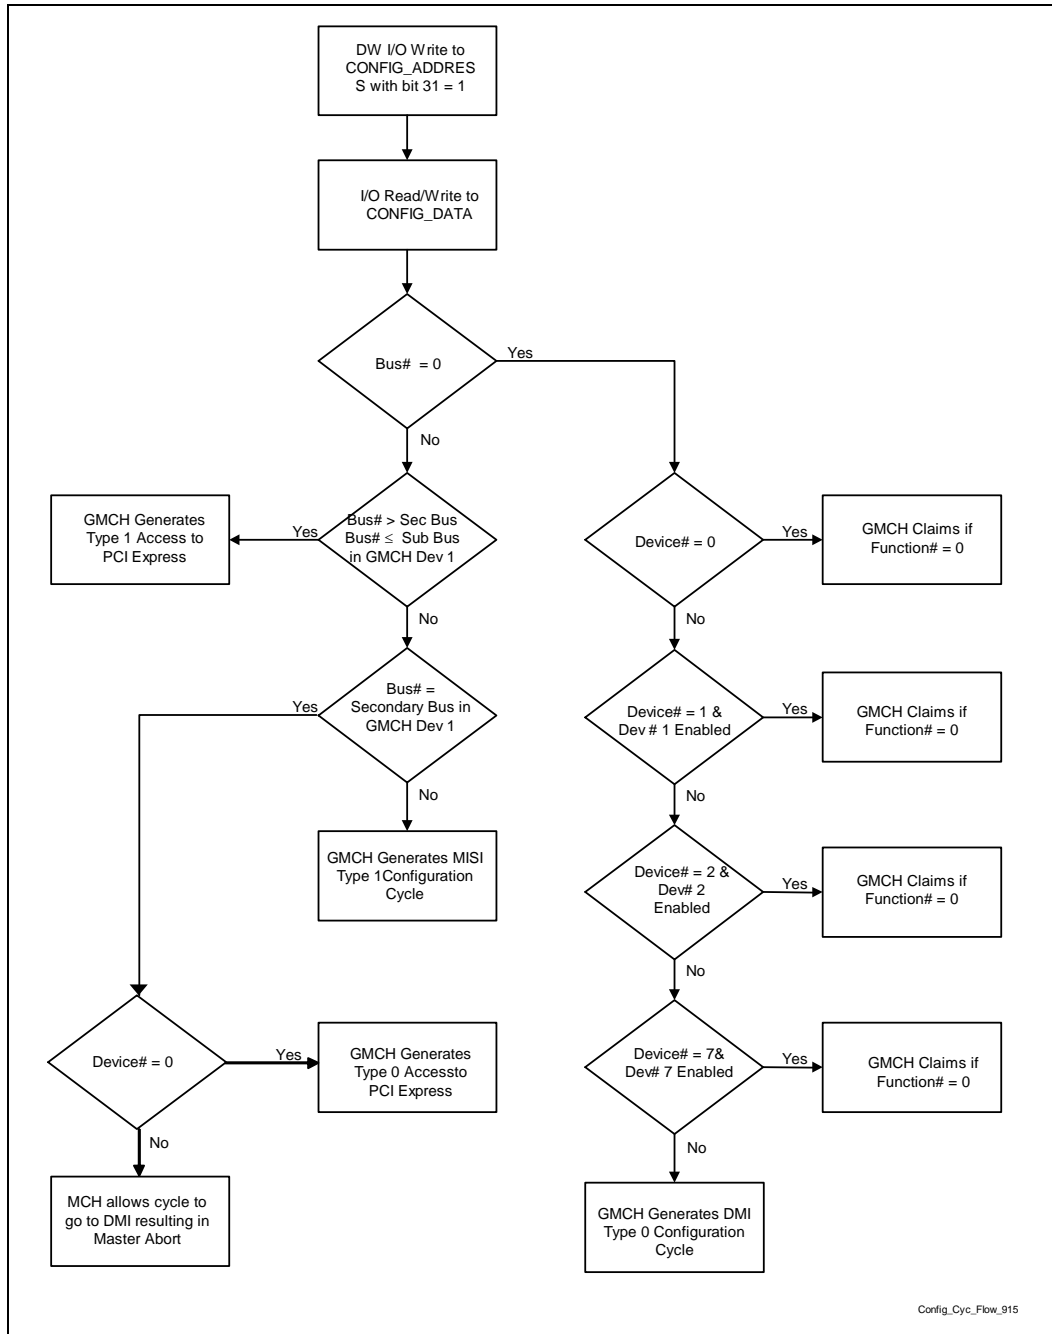 DW I/O Write to
CONFIG_ADDRES
S with bit 31 = 1
I/O Read/Write to
CONFIG_DATA
Bus# = 0
Yes
No
Bus# > Sec Bus
Bus# ≤ Sub Bus
in GMCH Dev 1
Yes
GMCH Generates
Type 1 Access to
PCI Express
No
Bus# =
Secondary Bus in
GMCH Dev 1
Yes
No
GMCH Generates MISI
Type 1Configuration
Cycle
Device# = 0
Yes
GMCH Generates
Type 0 Accessto
PCI Express
No
MCH allows cycle to
go to DMI resulting in
Master Abort
Device# = 0
Yes
GMCH Claims if
Function# = 0
No
Device# = 1 &
Dev # 1 Enabled
Yes
GMCH Claims if
Function# = 0
No
Device# = 2 &
Dev# 2
Enabled
Yes
GMCH Claims if
Function# = 0
No
Device# = 7&
Dev# 7 Enabled
Yes
GMCH Claims if
Function# = 0
No
GMCH Generates DMI
Type 0 Configuration
Cycle
Config_Cyc_Flow_915